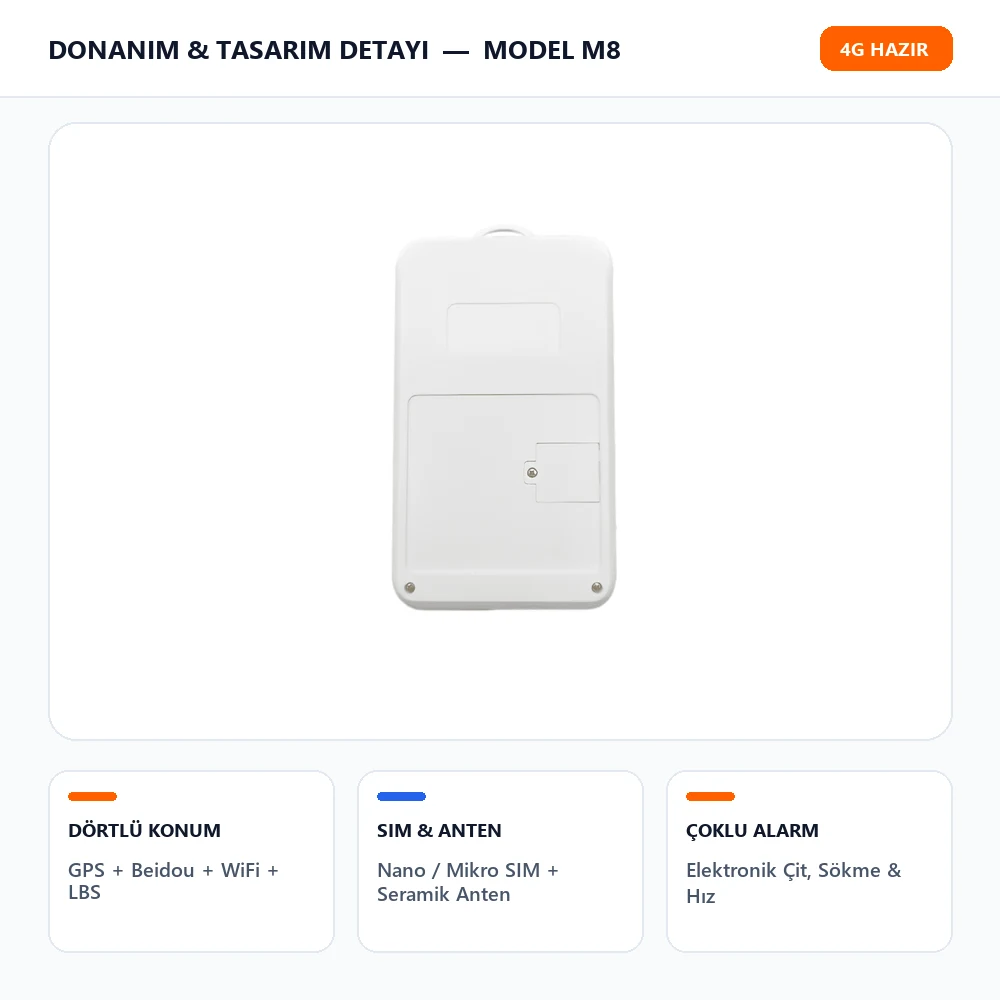 DONANIM & TASARIM DETAYI — MODEL M8
4G HAZIR
DÖRTLÜ KONUM
GPS + Beidou + WiFi +
LBS
SIM & ANTEN
Nano / Mikro SIM +
Seramik Anten
ÇOKLU ALARM
Elektronik Çit, Sökme &
Hız